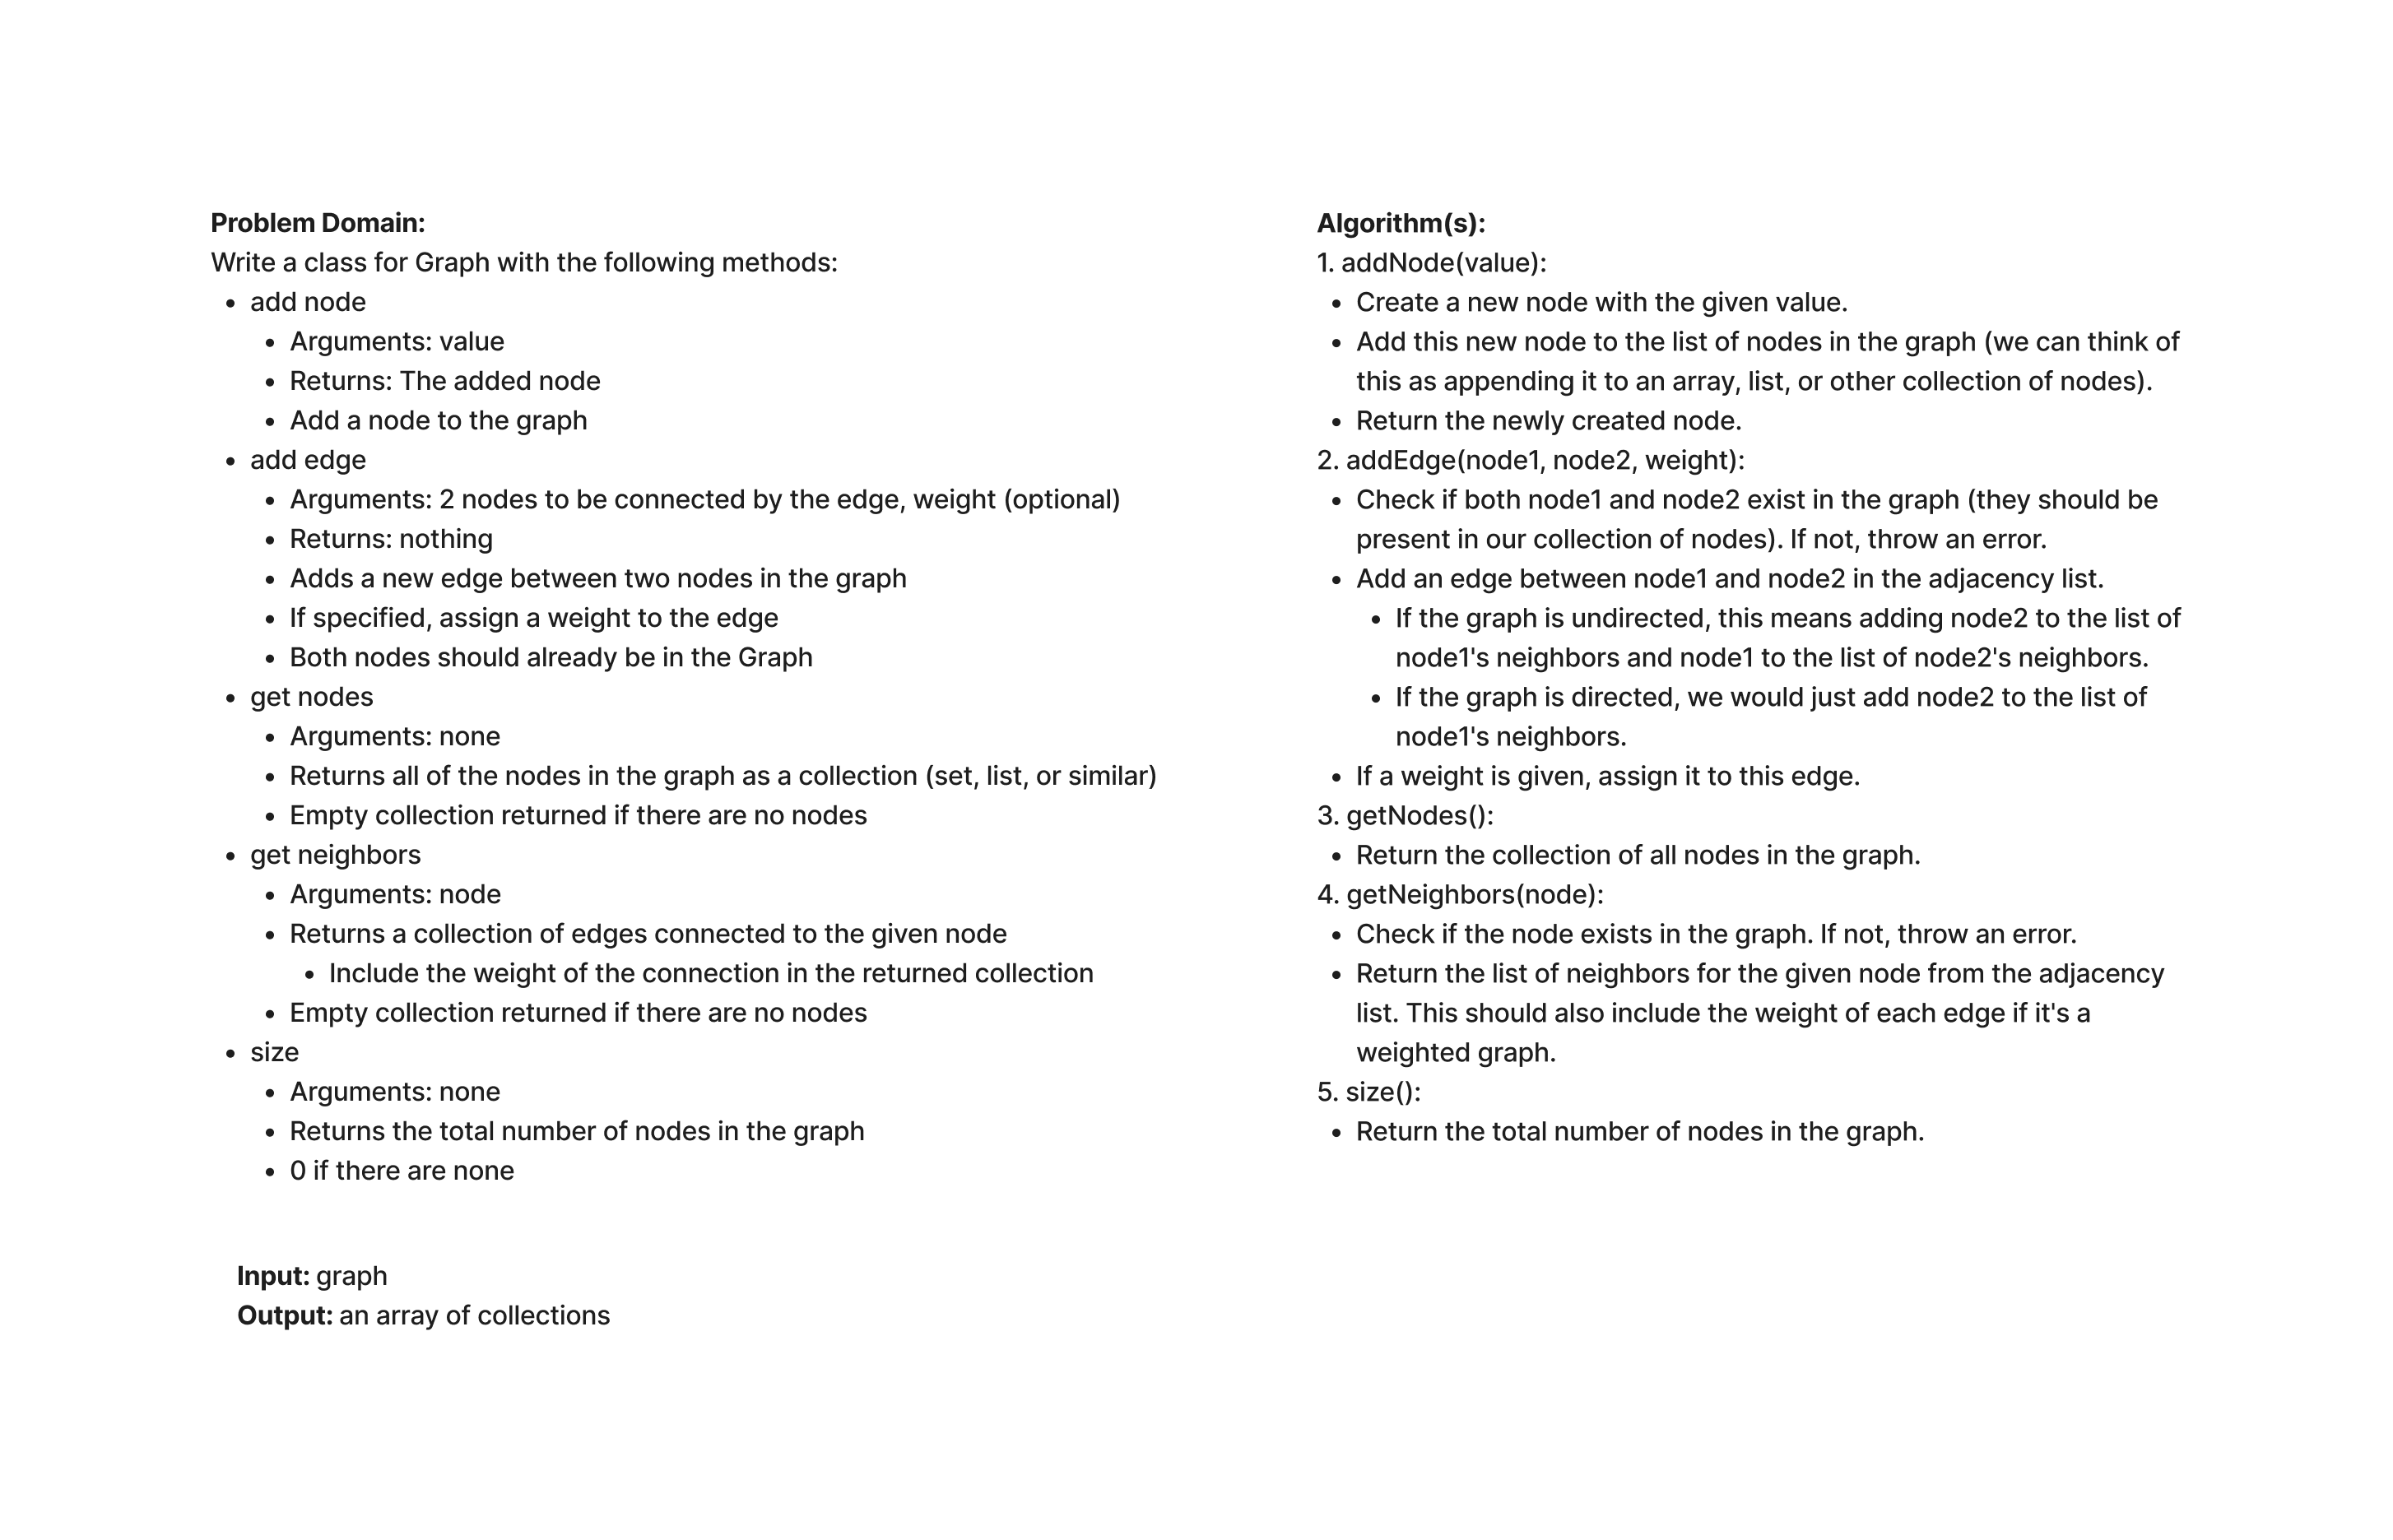 Problem Domain:
Write a class for Graph with the following methods:
• add node
• Arguments: value
• Returns: The added node
• Add a node to the graph
• add edge
• Arguments: 2 nodes to be connected by the edge, weight (optional)
• Returns: nothing
• Adds a new edge between two nodes in the graph
• If specified, assign a weight to the edge
• Both nodes should already be in the Graph
• get nodes
• Arguments: none
• Returns all of the nodes in the graph as a collection (set, list, or similar)
• Empty collection returned if there are no nodes
• get neighbors
• Arguments: node
• Returns a collection of edges connected to the given node
• Include the weight of the connection in the returned collection
• Empty collection returned if there are no nodes
• size
• Arguments: none
• Returns the total number of nodes in the graph
• 0 if there are none
Input: graph
Output: an array of collections
Algorithm(s):
1. addNode(value):
• Create a new node with the given value.
• Add this new node to the list of nodes in the graph (we can think of
this as appending it to an array, list, or other collection of nodes).
• Return the newly created node.
2. addEdge(node1, node2, weight):
• Check if both node1 and node2 exist in the graph (they should be
present in our collection of nodes). If not, throw an error.
• Add an edge between node1 and node2 in the adjacency list.
• If the graph is undirected, this means adding node2 to the list of
node1's neighbors and node1 to the list of node2's neighbors.
• If the graph is directed, we would just add node2 to the list of
node1's neighbors.
• If a weight is given, assign it to this edge.
3. getNodes():
• Return the collection of all nodes in the graph.
4. getNeighbors(node):
• Check if the node exists in the graph. If not, throw an error.
• Return the list of neighbors for the given node from the adjacency
list. This should also include the weight of each edge if it's a
weighted graph.
5. size():
• Return the total number of nodes in the graph.